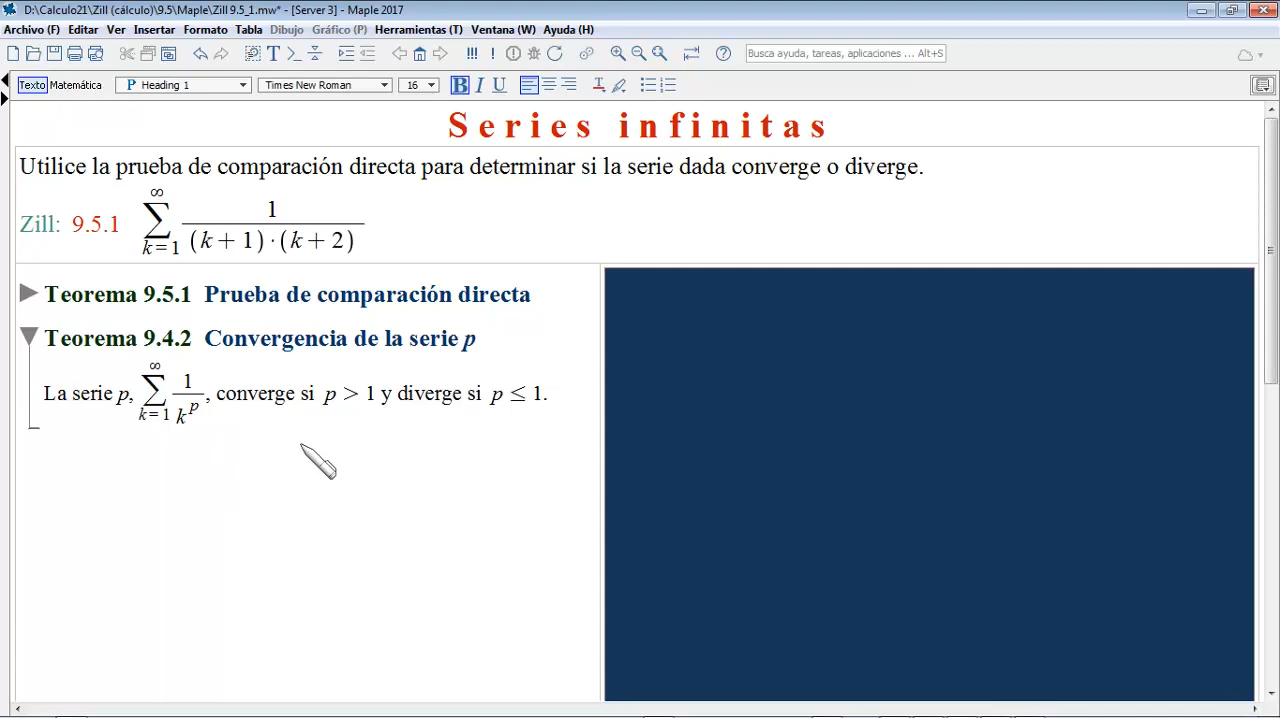 D:\Calculo21\Zill (cálculo)\9.5\Maple\Zill 9.5_1.mw* - [Server 3] - Maple 2017
Archivo (F) Editar Ver Insertar Formato Tabla Dibujo Gráfico (P) Herramientas (T) Ventana (W) Ayuda (H)
Busca ayuda, tareas, aplicaciones ... Alt+S
Texto Matemática P Heading 1 Times New Roman 16 B I U
Series infinitas
Utilice la prueba de comparación directa para determinar si la serie dada converge o diverge.
Zill: 9.5.1 ∑_{k=1}^{∞} 1/((k+1)·(k+2))
Teorema 9.5.1 Prueba de comparación directa
Teorema 9.4.2 Convergencia de la serie p
La serie p, ∑_{k=1}^{∞} 1/k^p, converge si p > 1 y diverge si p ≤ 1.